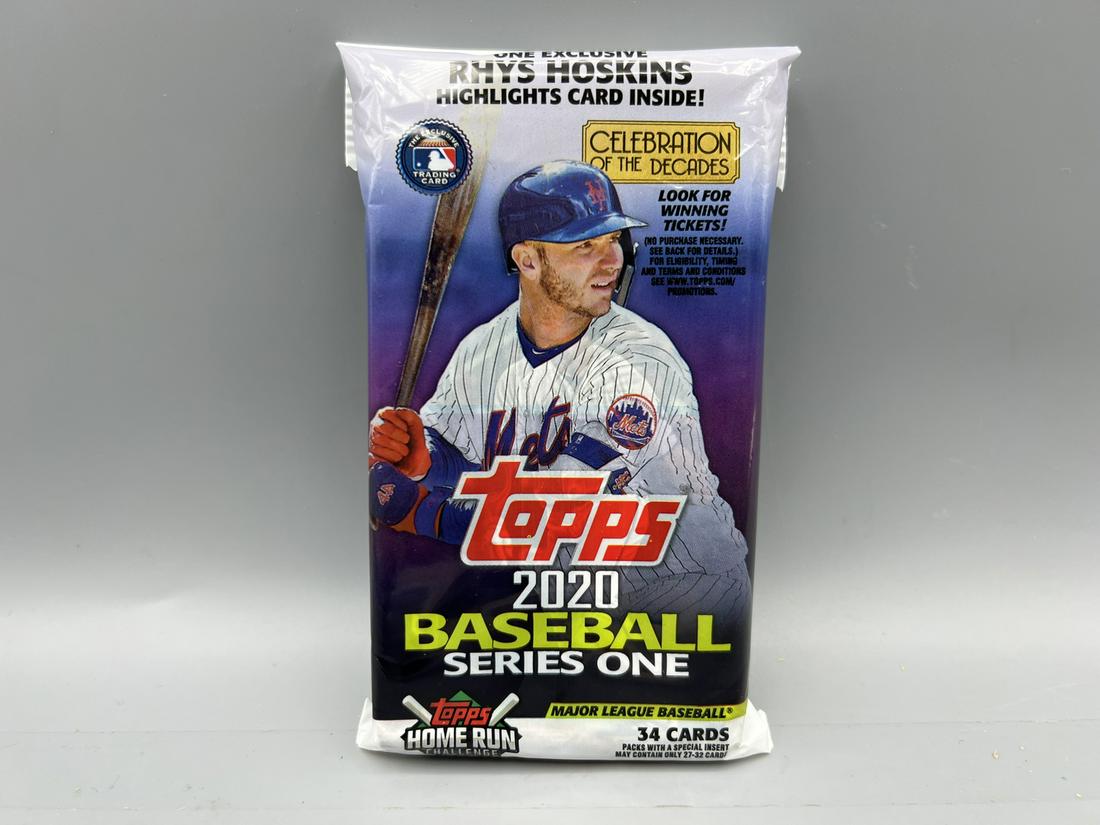 ONE EXCLUSIVE
RHYS HOSKINS
HIGHLIGHTS CARD INSIDE!
THE EXCLUSIVE
TRADING
CARD
CELEBRATION
OF THE DECADES
LOOK FOR
WINNING
TICKETS!
(NO PURCHASE NECESSARY.
SEE BACK FOR DETAILS.)
FOR ELIGIBILITY, TIMING
AND TERMS AND CONDITIONS
SEE WWW.TOPPS.COM/
PROMOTIONS.
Mets
Mets
topps
2020
BASEBALL
SERIES ONE
MAJOR LEAGUE BASEBALL®
topps
HOME RUN
CHALLENGE
34 CARDS
PACKS WITH A SPECIAL INSERT
MAY CONTAIN ONLY 27-32 CARDS